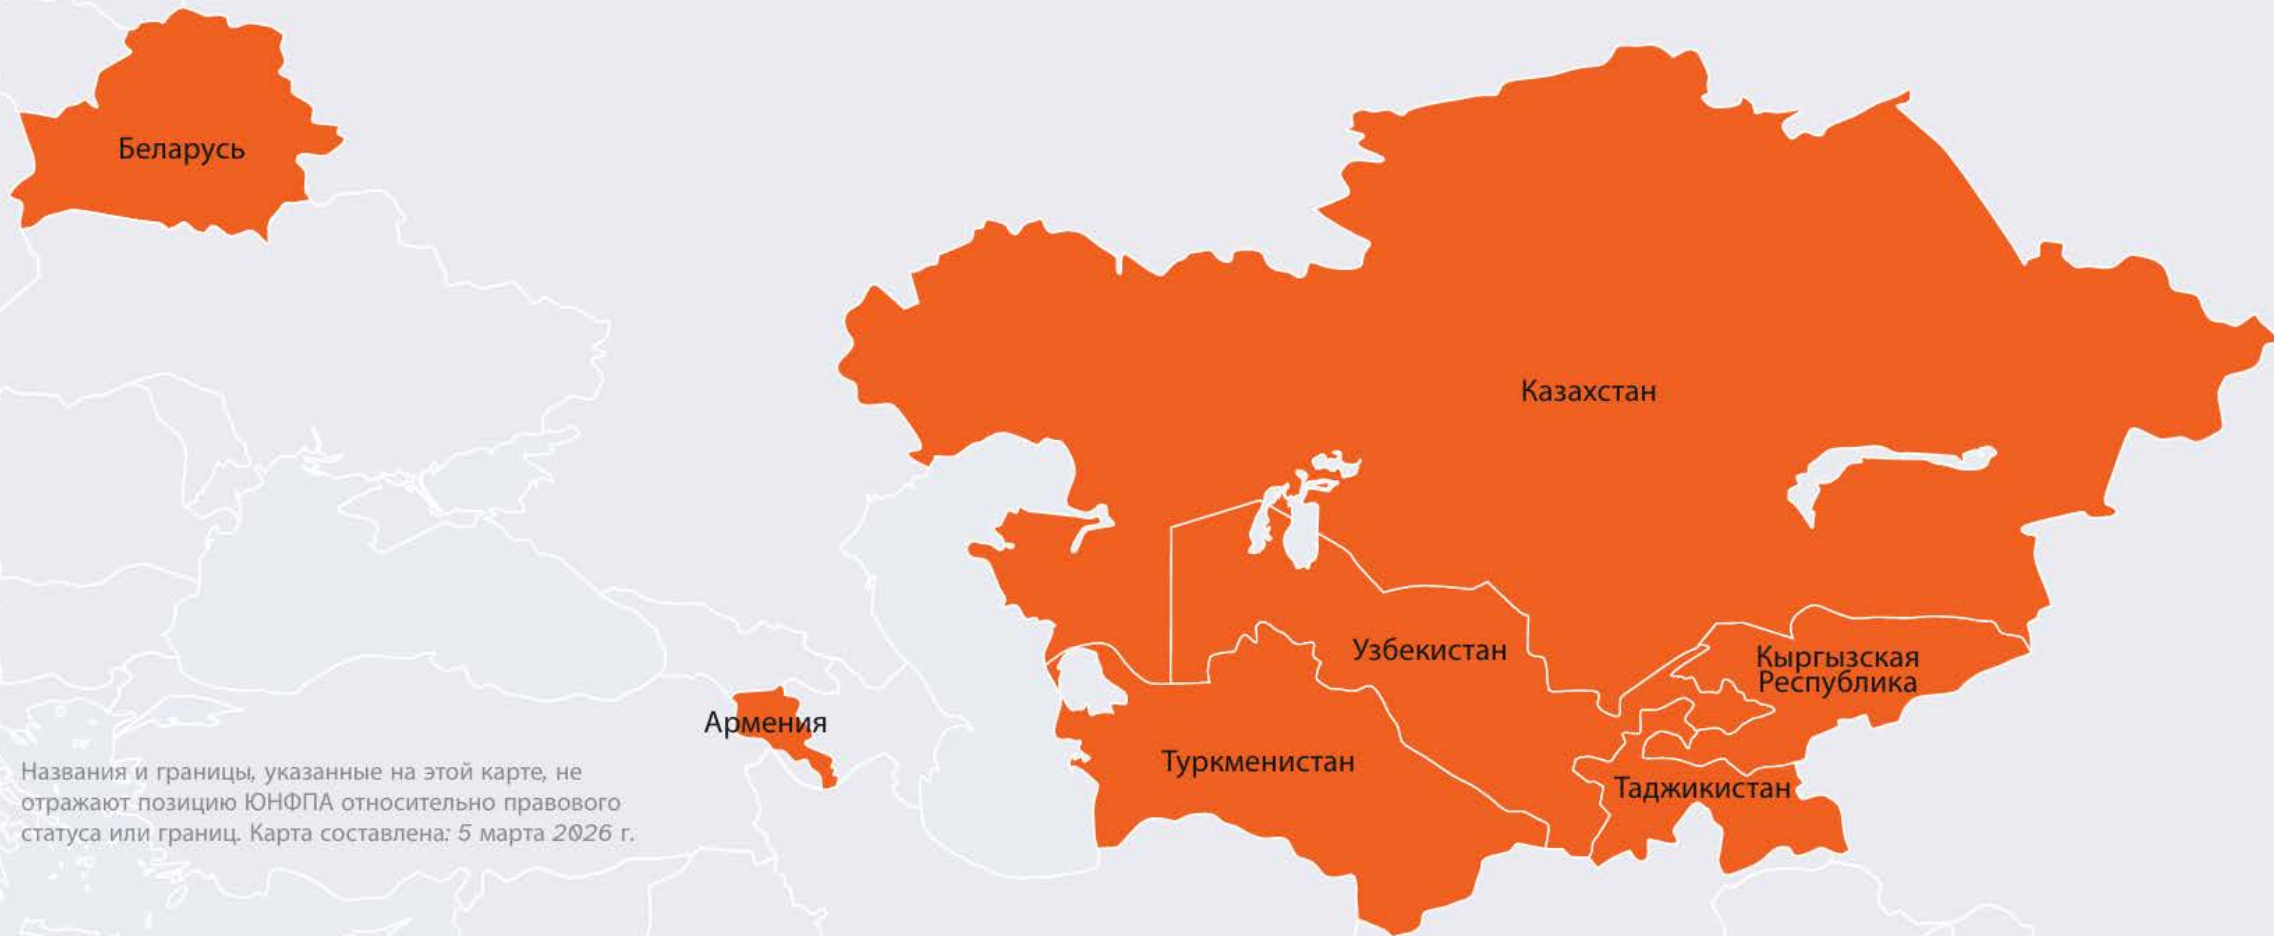 Беларусь
Казахстан
Узбекистан
Кыргызская
Республика
Армения
Туркменистан
Таджикистан
Названия и границы, указанные на этой карте, не
отражают позицию ЮНФПА относительно правового
статуса или границ. Карта составлена: 5 марта 2026 г.